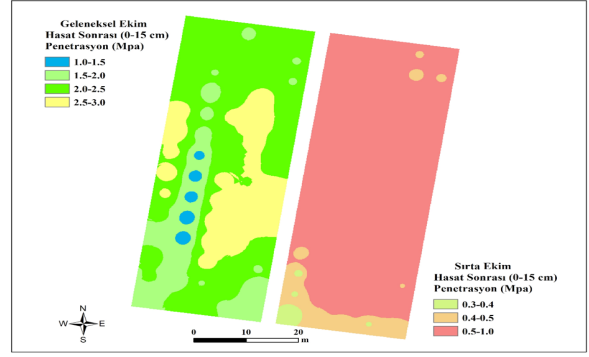 Geleneksel Ekim
Hasat Sonrası (0-15 cm)
Penetrasyon (Mpa)
1.0-1.5
1.5-2.0
2.0-2.5
2.5-3.0
Sırta Ekim
Hasat Sonrası (0-15 cm)
Penetrasyon (Mpa)
0.3-0.4
0.4-0.5
0.5-1.0
N
W E
S
0 10 20
m